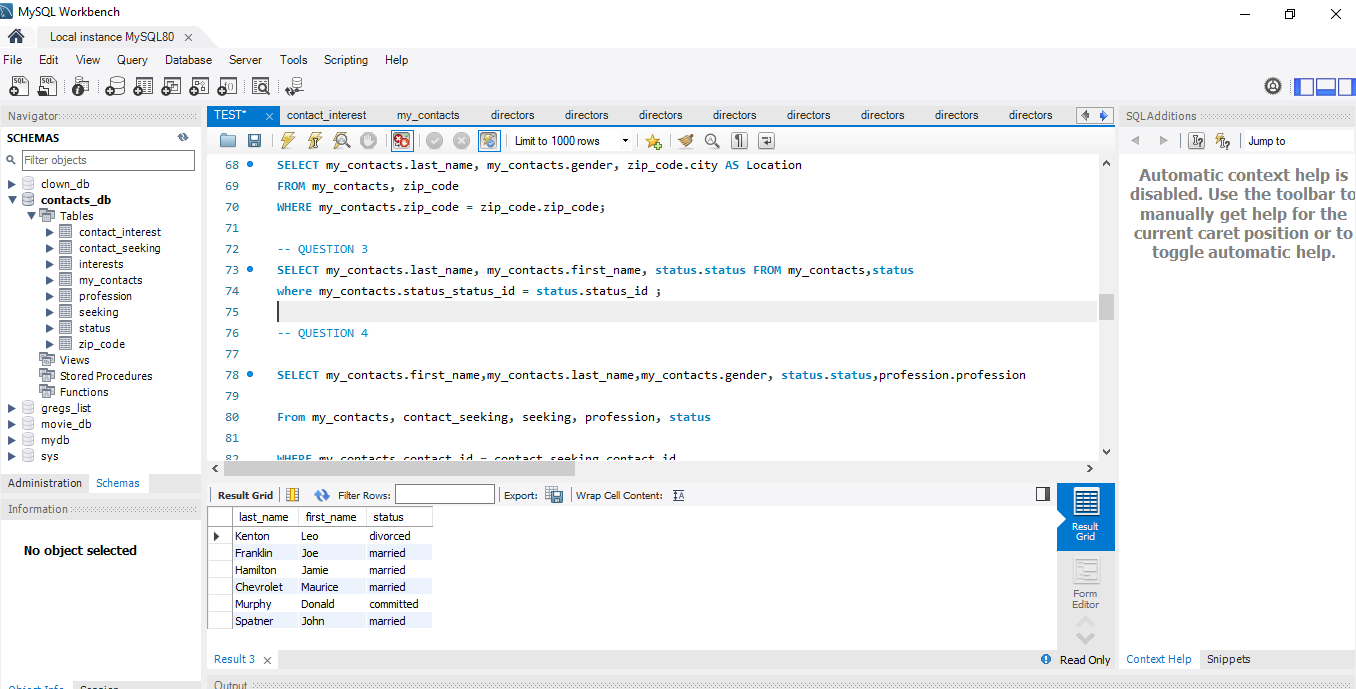 MySQL Workbench
Local instance MySQL80
File Edit View Query Database Server Tools Scripting Help
Navigator
SCHEMAS
Filter objects
clown_db
contacts_db
Tables
contact_interest
contact_seeking
interests
my_contacts
profession
seeking
status
zip_code
Views
Stored Procedures
Functions
gregs_list
movie_db
mydb
sys
Administration Schemas
Information
No object selected
Object Info Session
TEST* contact_interest my_contacts directors directors directors directors directors directors directors directors
Limit to 1000 rows
68 SELECT my_contacts.last_name, my_contacts.gender, zip_code.city AS Location
69 FROM my_contacts, zip_code
70 WHERE my_contacts.zip_code = zip_code.zip_code;
71
72 -- QUESTION 3
73 SELECT my_contacts.last_name, my_contacts.first_name, status.status FROM my_contacts,status
74 where my_contacts.status_status_id = status.status_id ;
75
76 -- QUESTION 4
77
78 SELECT my_contacts.first_name,my_contacts.last_name,my_contacts.gender, status.status,profession.profession
79
80 From my_contacts, contact_seeking, seeking, profession, status
81
82 WHERE my_contacts.contact_id = contact_seeking.contact_id
Result Grid Filter Rows: Export: Wrap Cell Content:
last_name first_name status
Kenton Leo divorced
Franklin Joe married
Hamilton Jamie married
Chevrolet Maurice married
Murphy Donald committed
Spatner John married
Result Grid
Form Editor
Result 3
Read Only
Output
SQLAdditions
Jump to
Automatic context help is
disabled. Use the toolbar to
manually get help for the
current caret position or to
toggle automatic help.
Context Help Snippets